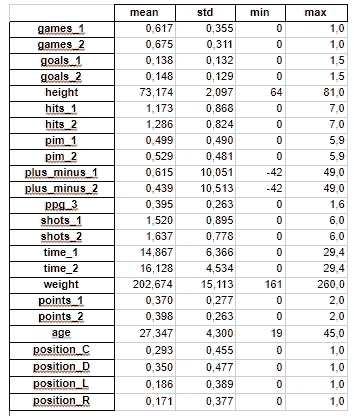 mean std min max
games_1 0,617 0,355 0 1,0
games_2 0,675 0,311 0 1,0
goals_1 0,138 0,132 0 1,5
goals_2 0,148 0,129 0 1,5
height 73,174 2,097 64 81,0
hits_1 1,173 0,868 0 7,0
hits_2 1,286 0,824 0 7,0
pim_1 0,499 0,490 0 5,9
pim_2 0,529 0,481 0 5,9
plus_minus_1 0,615 10,051 -42 49,0
plus_minus_2 0,439 10,513 -42 49,0
ppg_3 0,395 0,263 0 1,6
shots_1 1,520 0,895 0 6,0
shots_2 1,637 0,778 0 6,0
time_1 14,867 6,366 0 29,4
time_2 16,128 4,534 0 29,4
weight 202,674 15,113 161 260,0
points_1 0,370 0,277 0 2,0
points_2 0,398 0,263 0 2,0
age 27,347 4,300 19 45,0
position_C 0,293 0,455 0 1,0
position_D 0,350 0,477 0 1,0
position_L 0,186 0,389 0 1,0
position_R 0,171 0,377 0 1,0